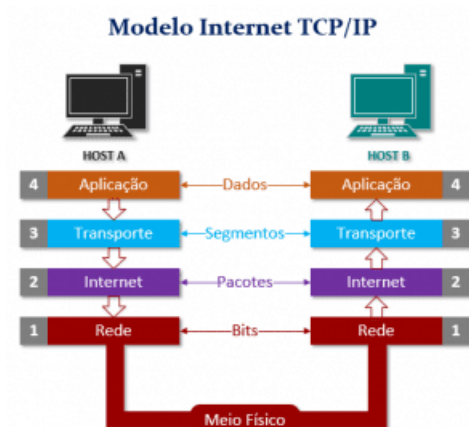 Modelo Internet TCP/IP
HOST A HOST B
4 Aplicação Dados Aplicação 4
3 Transporte Segmentos Transporte 3
2 Internet Pacotes Internet 2
1 Rede Bits Rede 1
Meio Físico